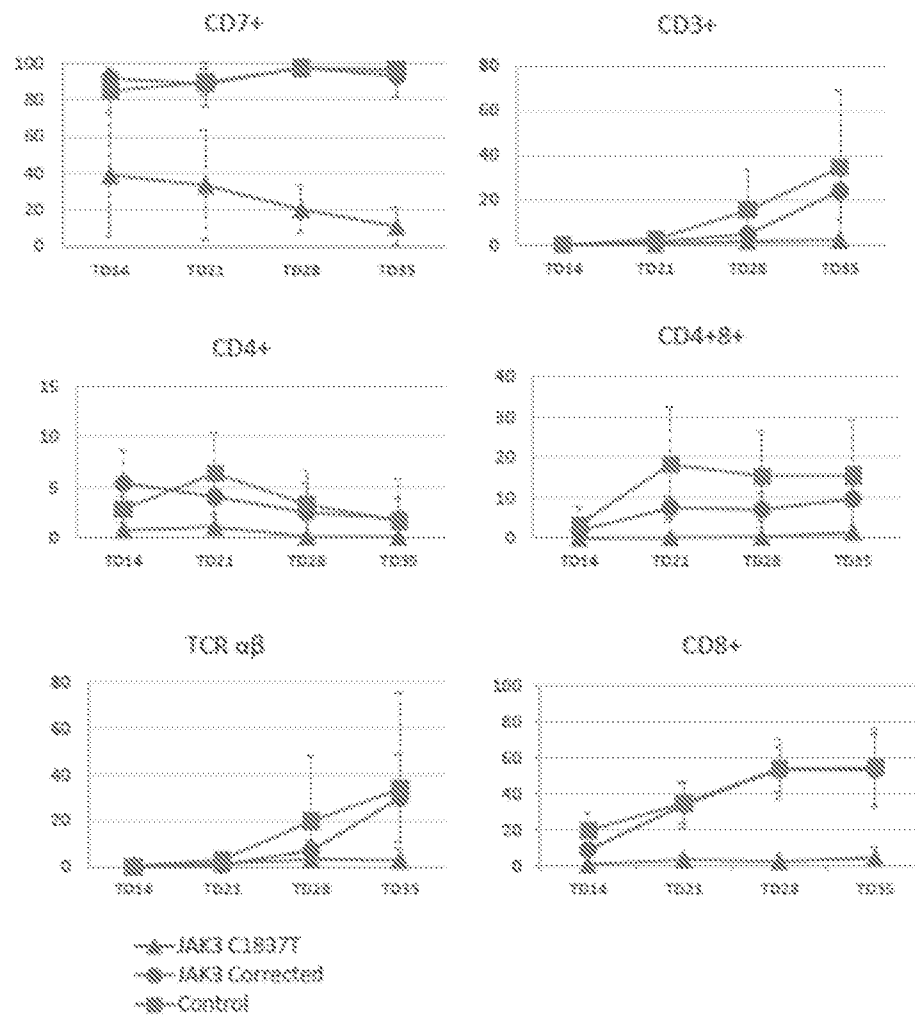 CD7+
100
80
60
40
20
0
TD14 TD21 TD28 TD35
CD3+
80
60
40
20
0
TD14 TD21 TD28 TD35
CD4+
15
10
5
0
TD14 TD21 TD28 TD35
CD4+8+
40
30
20
10
0
TD14 TD21 TD28 TD35
TCR αβ
80
60
40
20
0
TD14 TD21 TD28 TD35
CD8+
100
80
60
40
20
0
TD14 TD21 TD28 TD35
JAK3 C1837T
JAK3 Corrected
Control